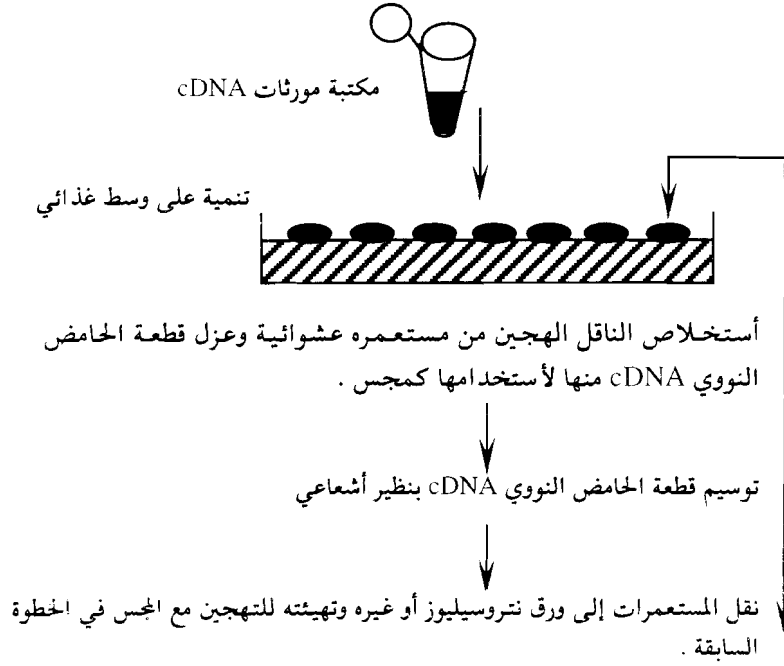 مكتبة مورثات cDNA
تنمية على وسط غذائي
أستخلاص الناقل الهجين من مستعمره عشوائية وعزل قطعة الحامض
النووي cDNA منها لأستخدامها كمجس .
توسيم قطعة الحامض النووي cDNA بنظير أشعاعي
نقل المستعمرات إلى ورق نتروسيليوز أو غيره وتهيئته للتهجين مع المجس في الخطوة
السابقة .